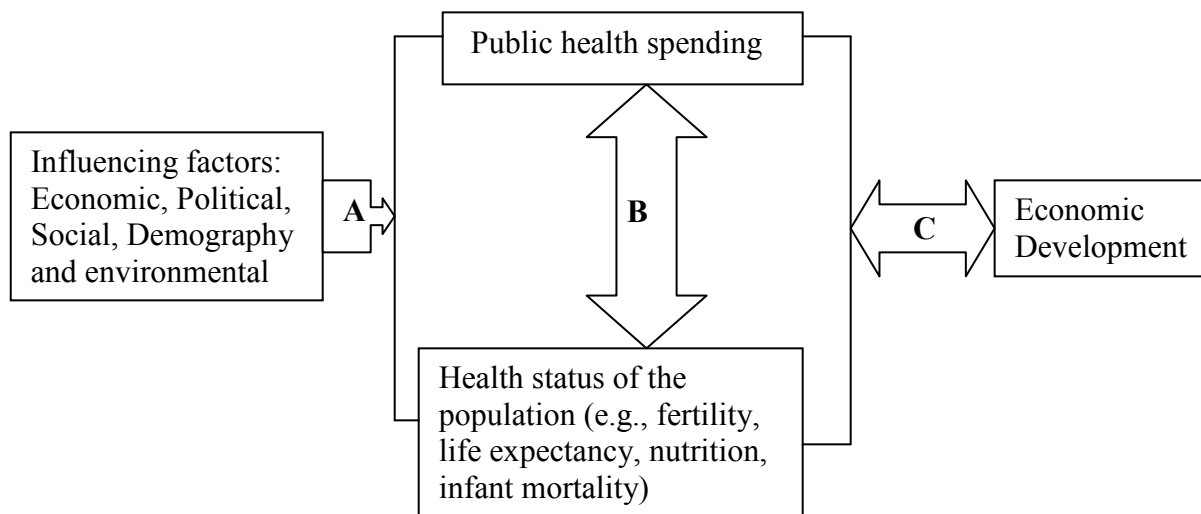 Public health spending
Influencing factors:
Economic, Political,
Social, Demography
and environmental
A
B
C
Economic
Development
Health status of the
population (e.g., fertility,
life expectancy, nutrition,
infant mortality)